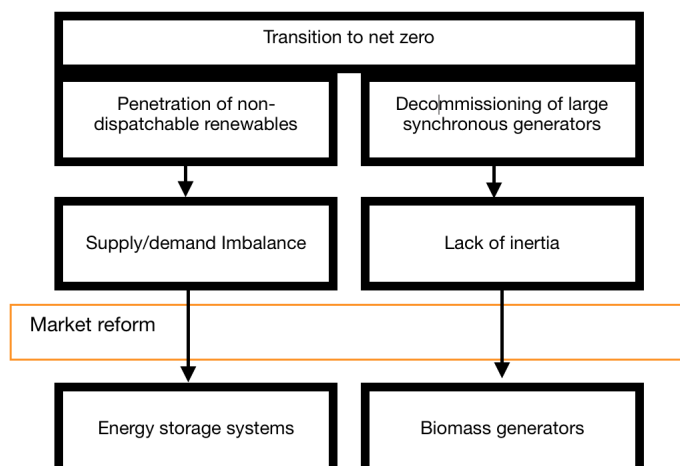 Transition to net zero
Penetration of non-
dispatchable renewables
Decommissioning of large
synchronous generators
Supply/demand Imbalance
Lack of inertia
Market reform
Energy storage systems
Biomass generators